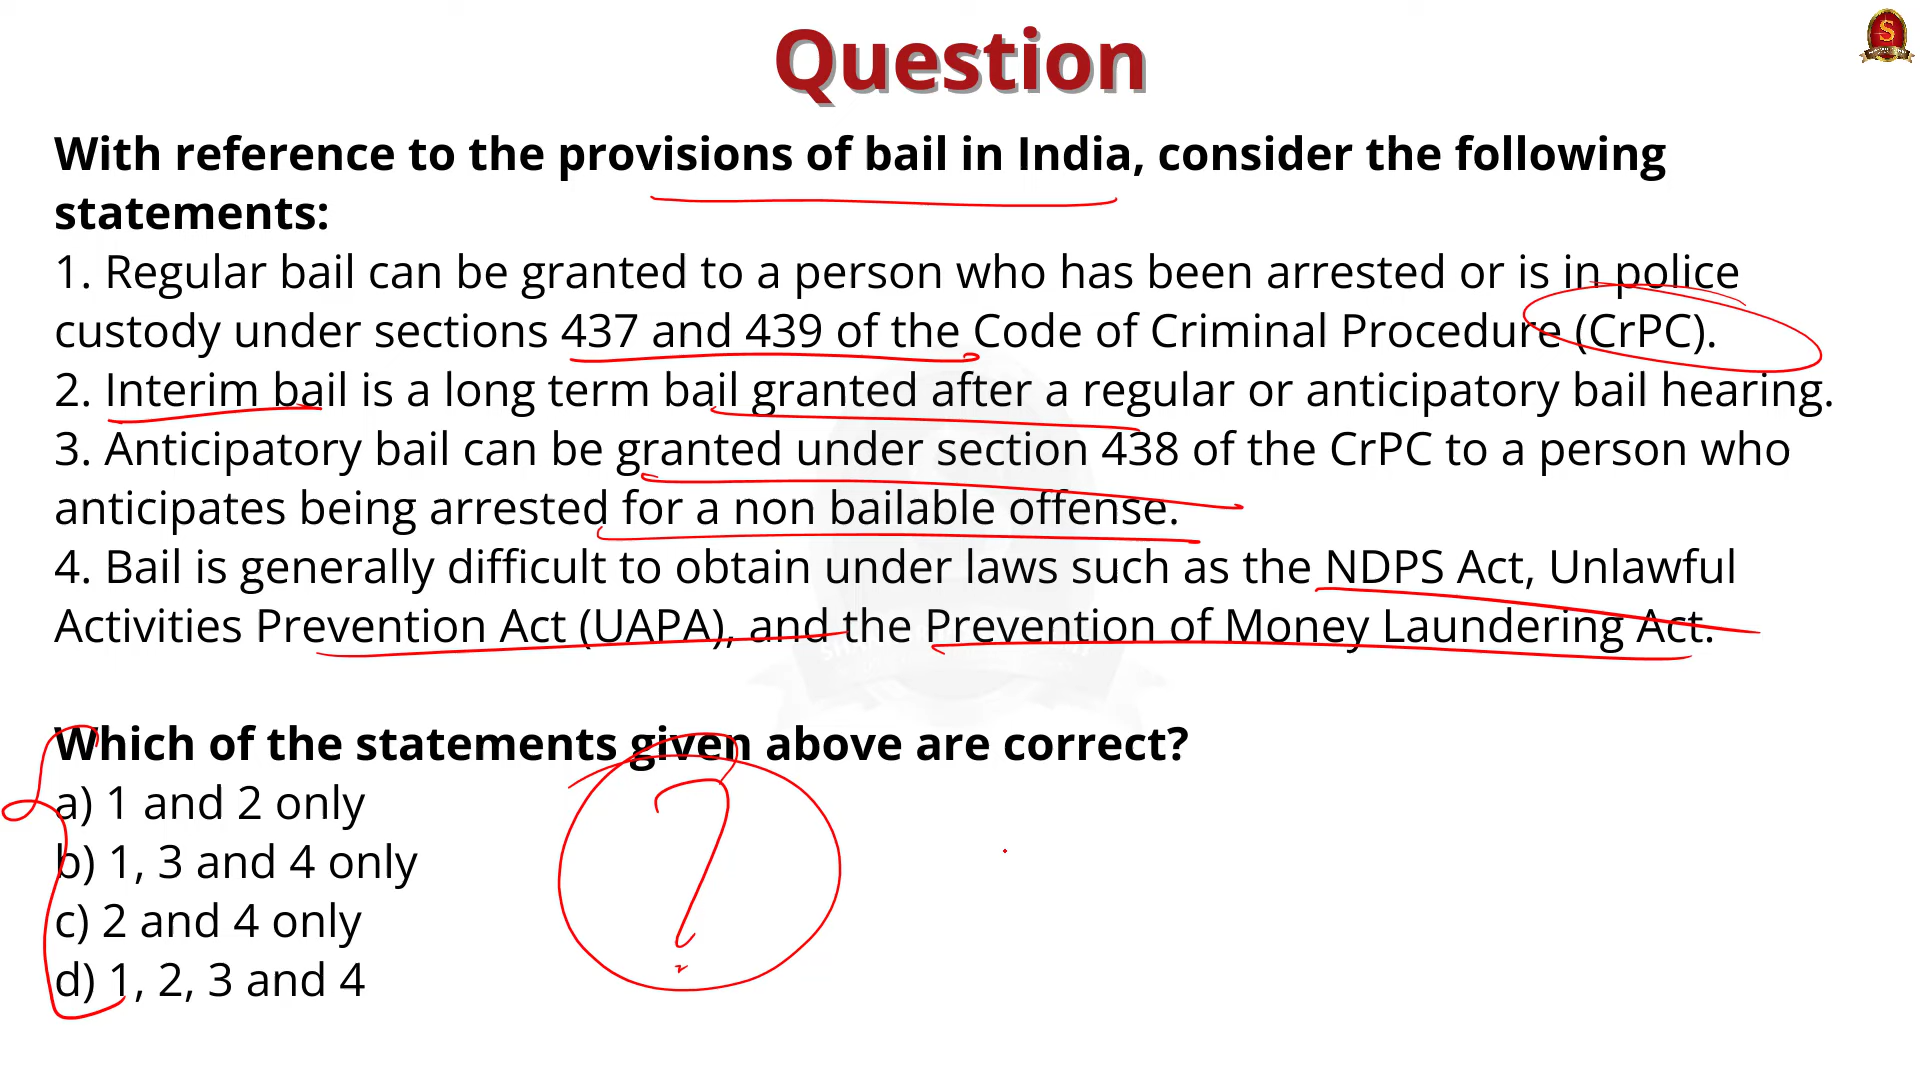 Question
With reference to the provisions of bail in India, consider the following
statements:
1. Regular bail can be granted to a person who has been arrested or is in police
custody under sections 437 and 439 of the Code of Criminal Procedure (CrPC).
2. Interim bail is a long term bail granted after a regular or anticipatory bail hearing.
3. Anticipatory bail can be granted under section 438 of the CrPC to a person who
anticipates being arrested for a non bailable offense.
4. Bail is generally difficult to obtain under laws such as the NDPS Act, Unlawful
Activities Prevention Act (UAPA), and the Prevention of Money Laundering Act.
Which of the statements given above are correct?
a) 1 and 2 only
b) 1, 3 and 4 only
c) 2 and 4 only
d) 1, 2, 3 and 4
?